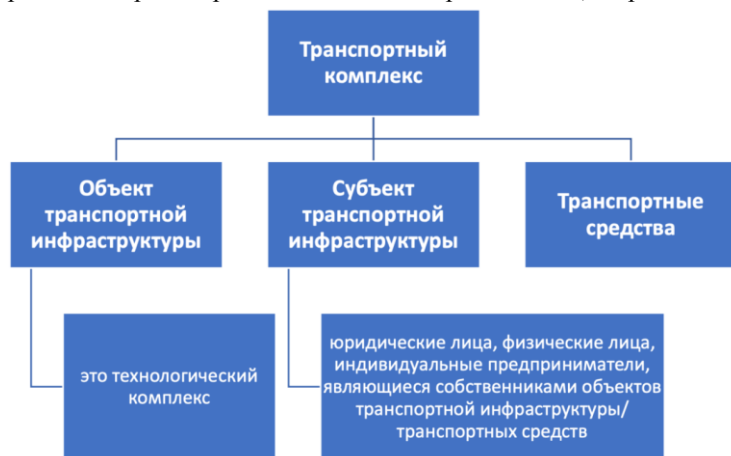 Транспортный
комплекс
Объект
транспортной
инфраструктуры
Субъект
транспортной
инфраструктуры
Транспортные
средства
это технологический
комплекс
юридические лица, физические лица,
индивидуальные предприниматели,
являющиеся собственниками объектов
транспортной инфраструктуры/
транспортных средств